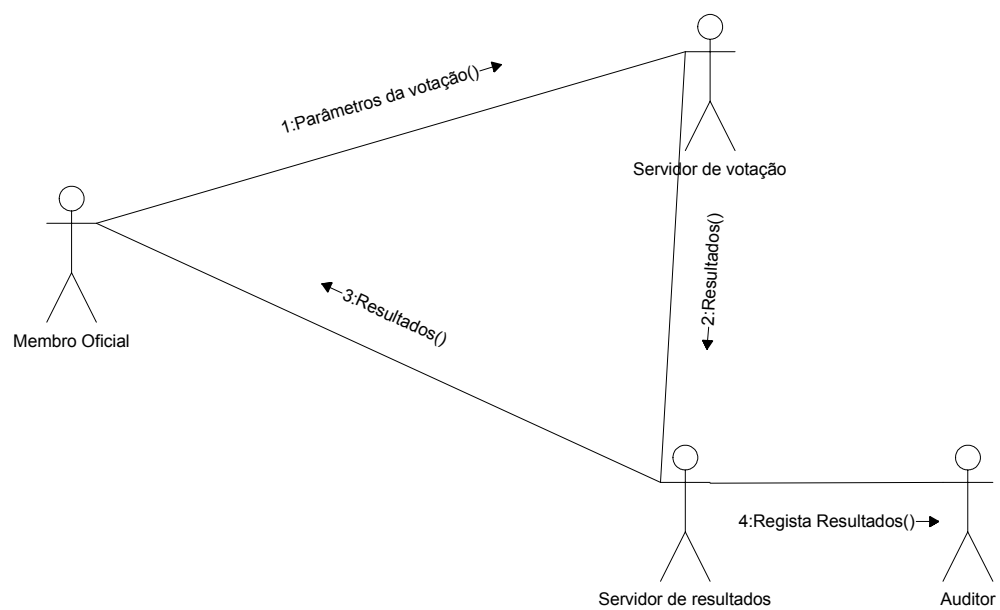 1:Parâmetros da votação()
Servidor de votação
2:Resultados()
3:Resultados()
Membro Oficial
4:Regista Resultados()
Servidor de resultados
Auditor